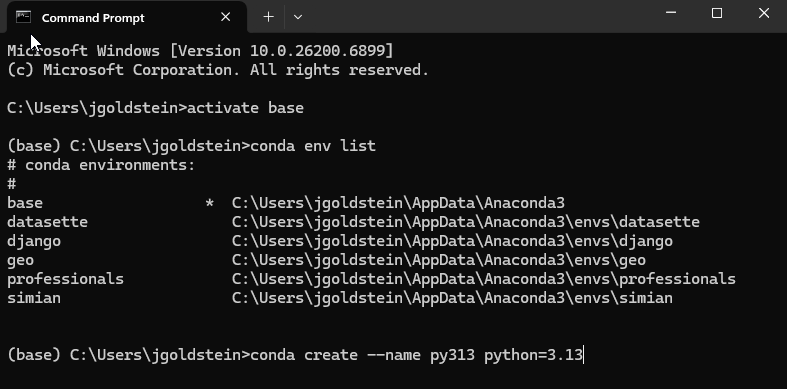 Command Prompt
Microsoft Windows [Version 10.0.26200.6899]
(c) Microsoft Corporation. All rights reserved.
C:\Users\jgoldstein>activate base
(base) C:\Users\jgoldstein>conda env list
# conda environments:
#
base                  *  C:\Users\jgoldstein\AppData\Anaconda3
datasette                C:\Users\jgoldstein\AppData\Anaconda3\envs\datasette
django                   C:\Users\jgoldstein\AppData\Anaconda3\envs\django
geo                      C:\Users\jgoldstein\AppData\Anaconda3\envs\geo
professionals            C:\Users\jgoldstein\AppData\Anaconda3\envs\professionals
simian                   C:\Users\jgoldstein\AppData\Anaconda3\envs\simian
(base) C:\Users\jgoldstein>conda create --name py313 python=3.13